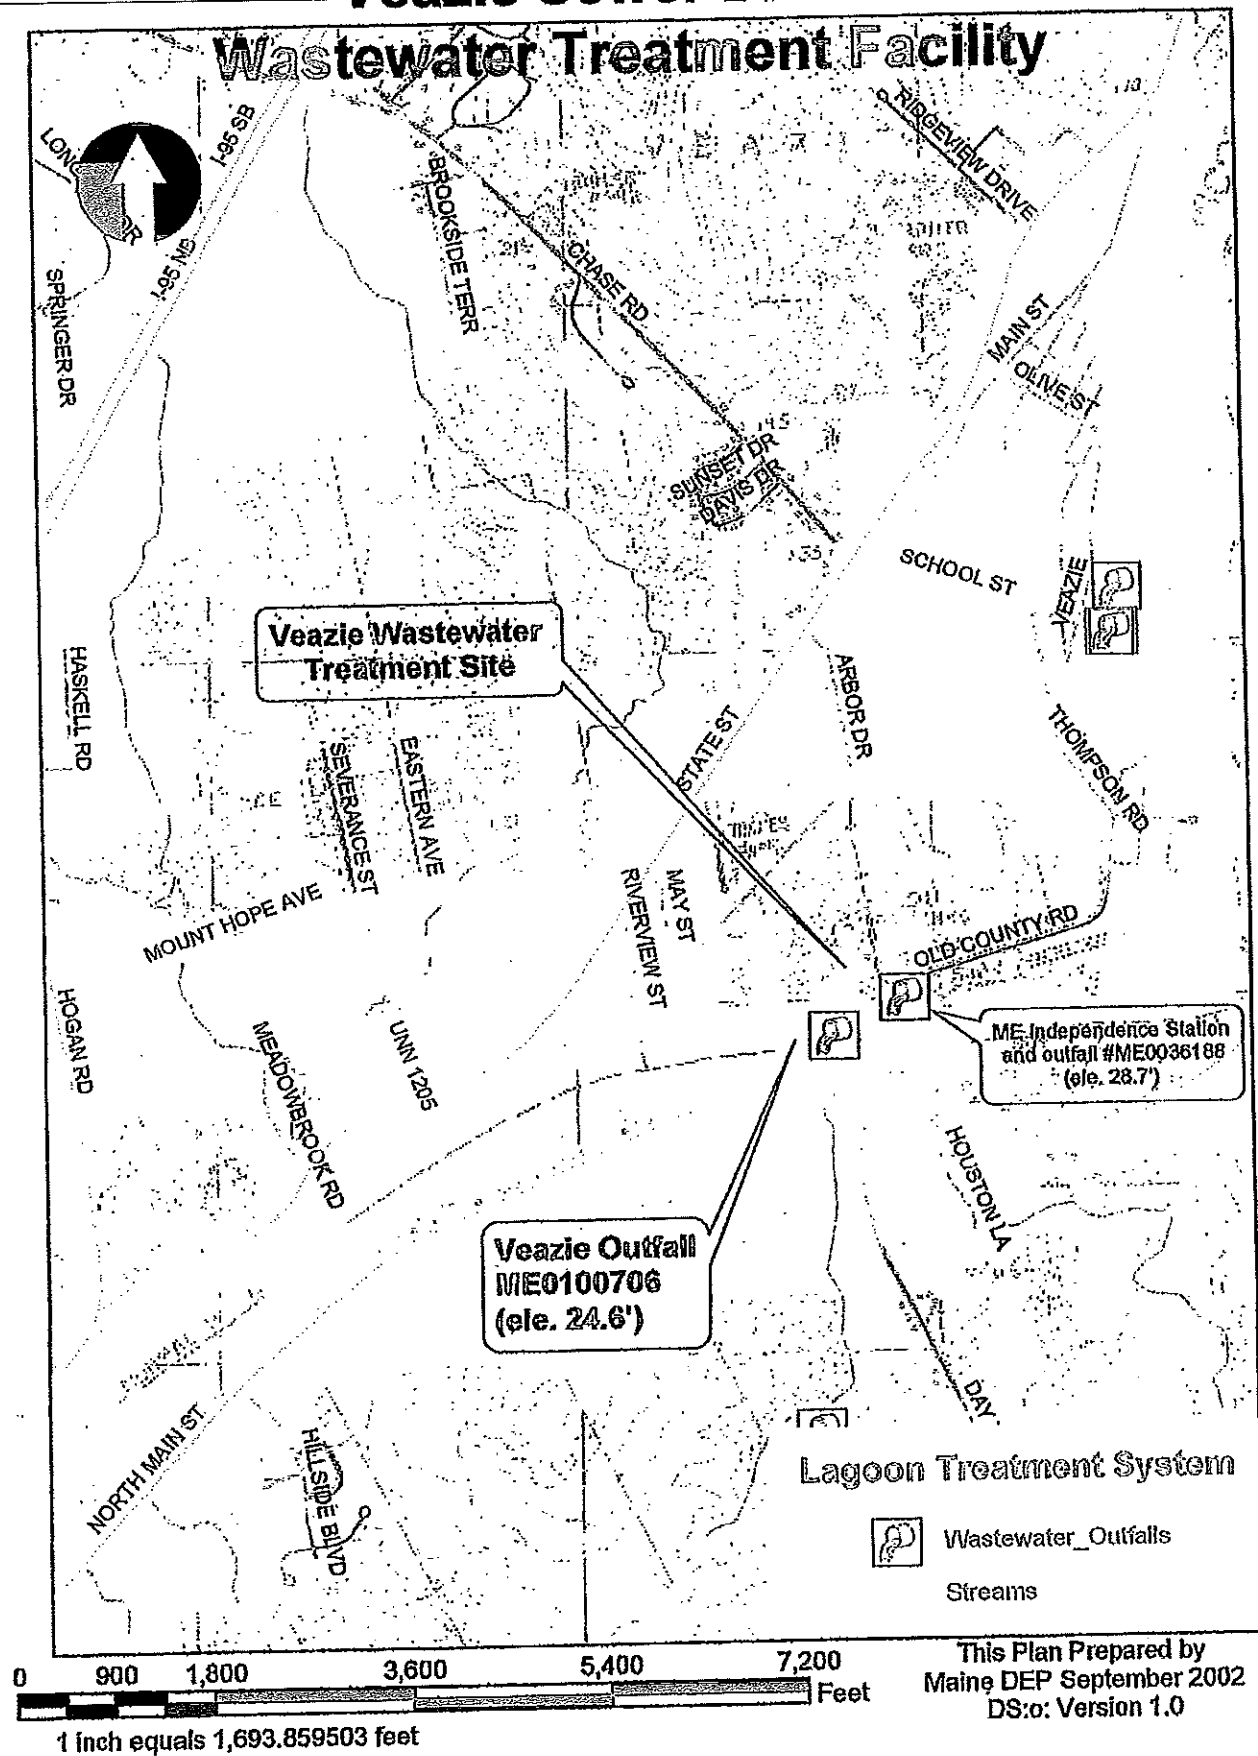 Wastewater Treatment Facility
I-95 SB
I-95 NB
SPRINGER DR
BROOKSIDE TERR
CHASE RD
RIDGEVIEW DRIVE
MAIN ST
OLIVE ST
SUNSET DR
DAVIS DR
SCHOOL ST
VEAZIE
Veazie Wastewater
Treatment Site
HASKELL RD
SEVERANCE ST
EASTERN AVE
STATE ST
ARBOR DR
THOMPSON RD
MOUNT HOPE AVE
RIVERVIEW ST
MAY ST
OLD COUNTY RD
HOGAN RD
MEADOWBROOK RD
UNN 1205
ME Independence Station
and outfall #ME0036188
(ele. 28.7')
HOUSTON LA
Veazie Outfall
ME0100706
(ele. 24.6')
DAY
NORTH MAIN ST
HILLSIDE BLVD
Lagoon Treatment System
Wastewater_Outfalls
Streams
0 900 1,800 3,600 5,400 7,200
Feet
1 inch equals 1,693.859503 feet
This Plan Prepared by
Maine DEP September 2002
DS:o: Version 1.0